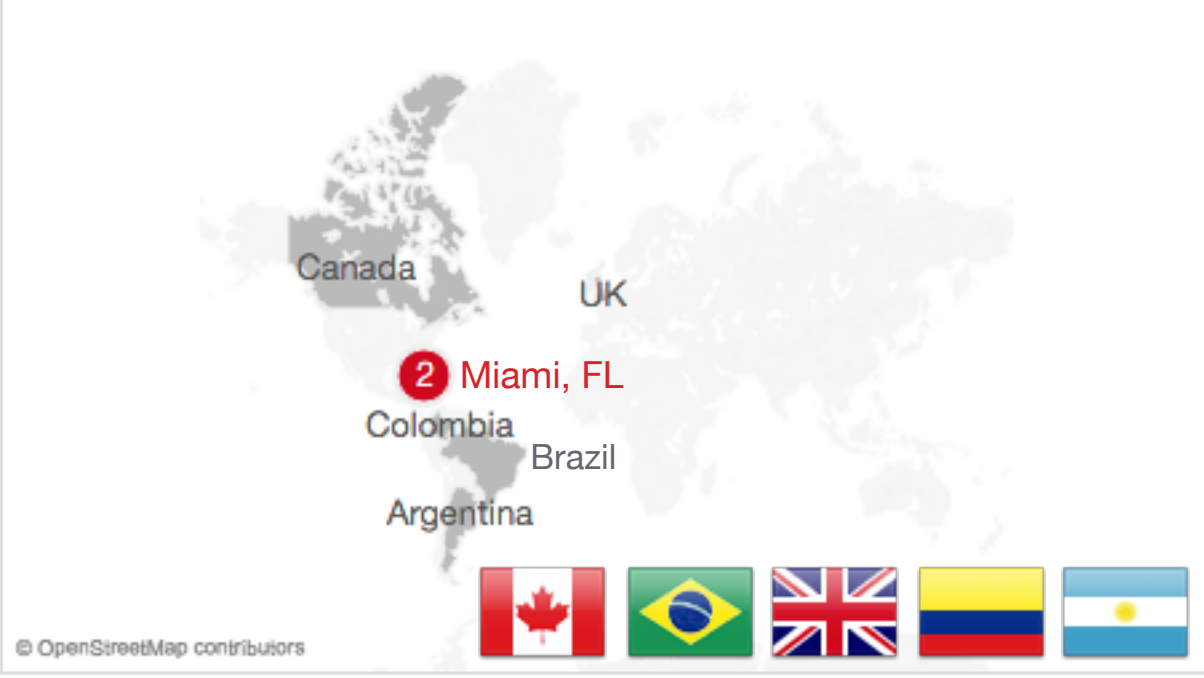 Canada
UK
2 Miami, FL
Colombia
Brazil
Argentina
© OpenStreetMap contributors